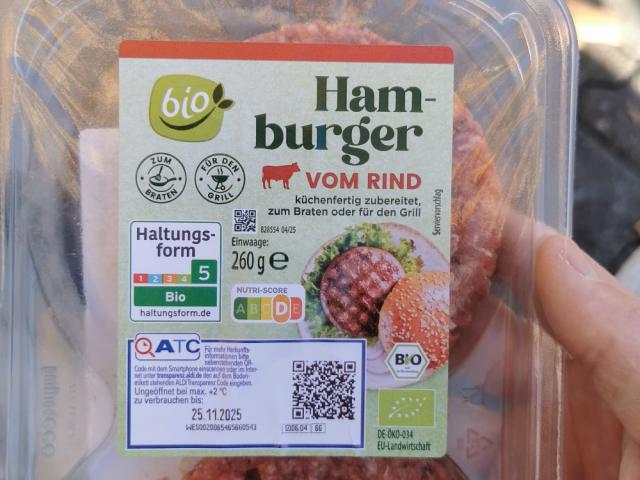 bio
Ham-
burger
ZUM
BRATEN
FÜR DEN
GRILL
VOM RIND
küchenfertig zubereitet,
zum Braten oder für den Grill
Serviervorschlag
828554 04/25
Einwaage:
260 g e
Haltungs-
form
1 2 3 4 5
Bio
haltungsform.de
NUTRI-SCORE
A B C D E
ATC
Für mehr Herkunfts-
informationen bitte
nebenstehenden QR-
Code mit dem Smartphone einscannen oder im Inter-
net unter transparenz.aldi.de den auf dem Boden-
etikett stehenden ALDI Transparenz Code eingeben.
Ungeöffnet bei max. +2 °C
zu verbrauchen bis:
25.11.2025
0306.04 66
BIO
DE-ÖKO-034
EU-Landwirtschaft